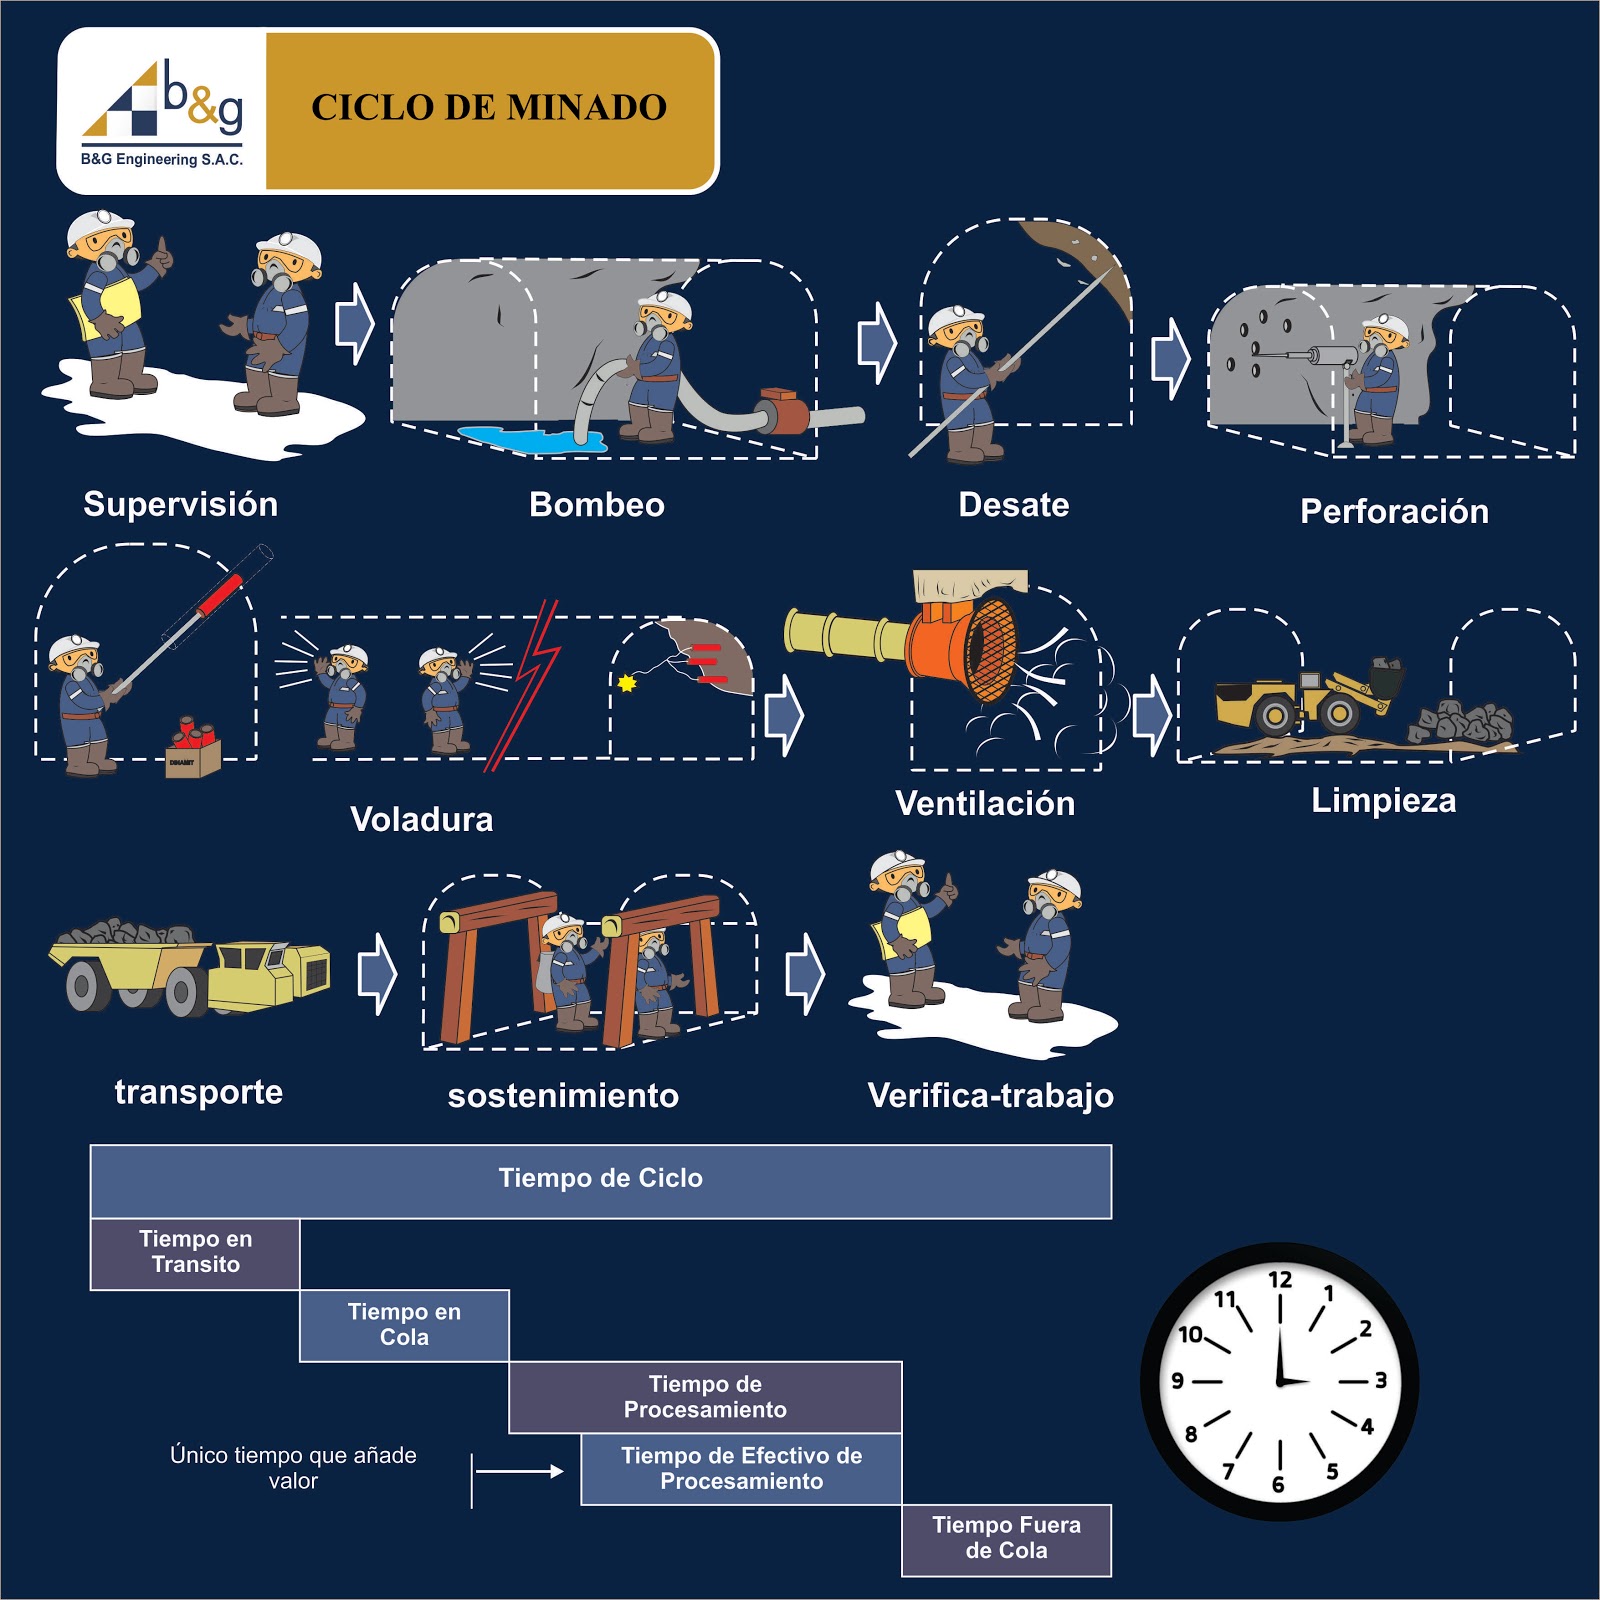 b&g
B&G Engineering S.A.C.
CICLO DE MINADO
Supervisión
Bombeo
Desate
Perforación
DINAMIT
Voladura
Ventilación
Limpieza
transporte
sostenimiento
Verifica-trabajo
Tiempo de Ciclo
Tiempo en
Transito
Tiempo en
Cola
Tiempo de
Procesamiento
Único tiempo que añade
valor
Tiempo de Efectivo de
Procesamiento
Tiempo Fuera
de Cola
12
1
2
3
4
5
6
7
8
9
10
11